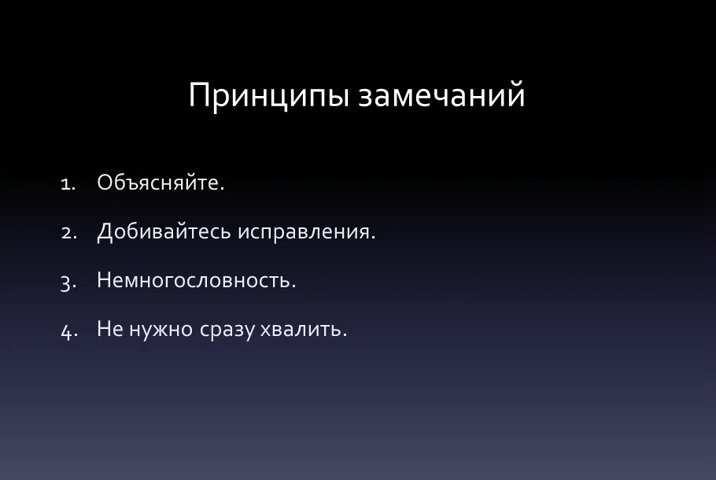 Принципы замечаний
1. Объясняйте.
2. Добивайтесь исправления.
3. Немногословность.
4. Не нужно сразу хвалить.